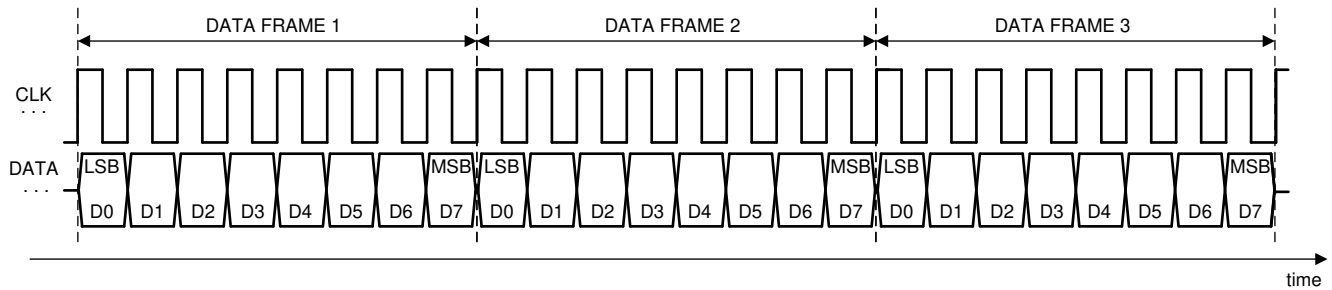 DATA FRAME 1 DATA FRAME 2 DATA FRAME 3
CLK
. . .
DATA LSB MSB LSB MSB LSB MSB
. . .
D0 D1 D2 D3 D4 D5 D6 D7 D0 D1 D2 D3 D4 D5 D6 D7 D0 D1 D2 D3 D4 D5 D6 D7
time